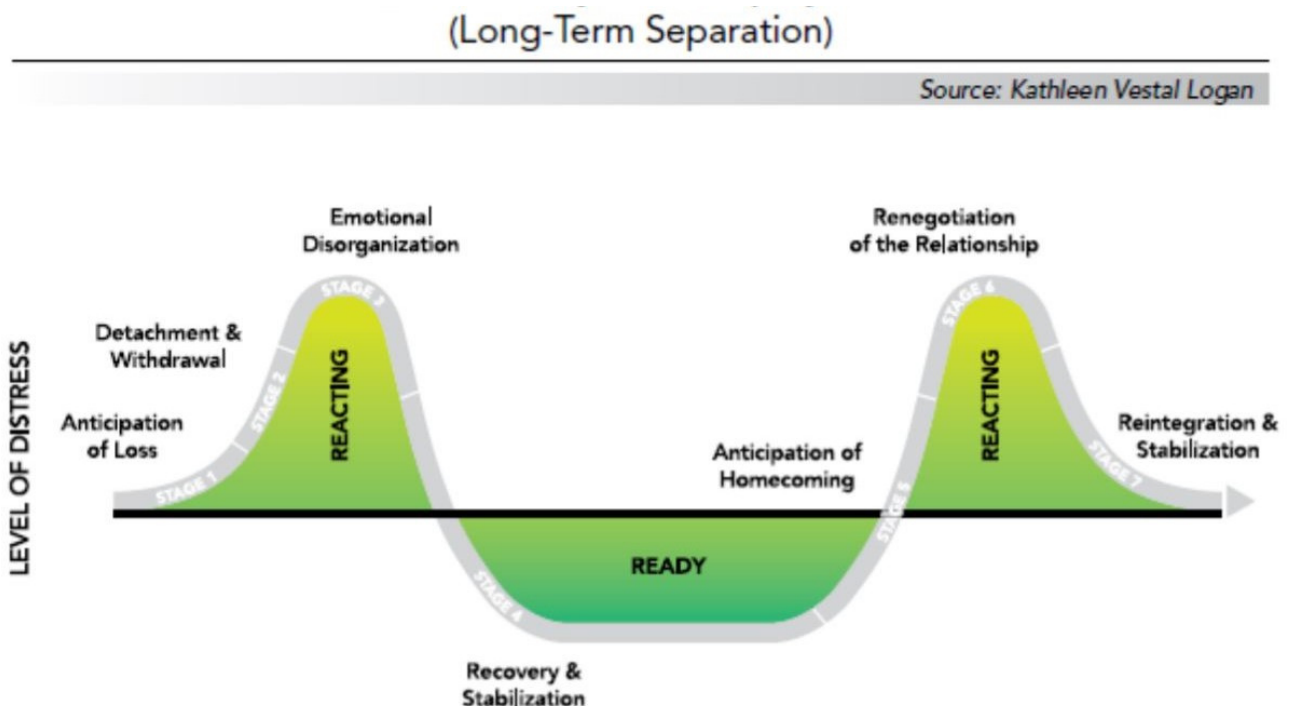 (Long-Term Separation)
Source: Kathleen Vestal Logan
Emotional
Disorganization
Renegotiation
of the Relationship
STAGE 3
STAGE 6
Detachment &
Withdrawal
STAGE 2
REACTING
REACTING
LEVEL OF DISTRESS
Anticipation
of Loss
STAGE 1
Anticipation of
Homecoming
STAGE 5
Reintegration &
Stabilization
STAGE 7
READY
STAGE 4
Recovery &
Stabilization